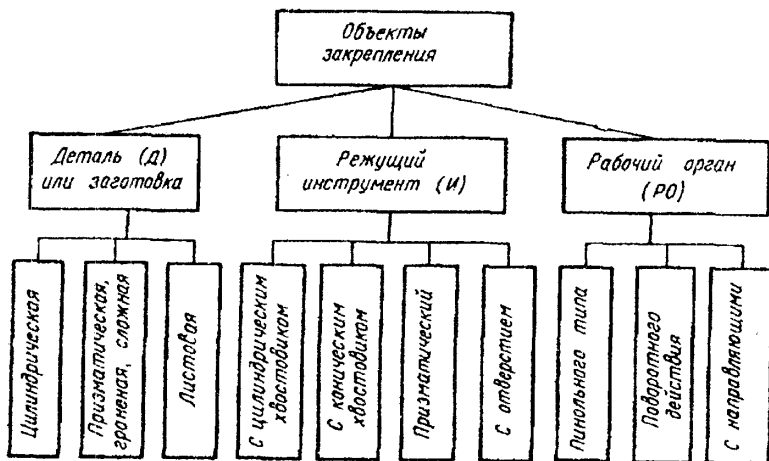 Объекты
закрепления
Деталь (Д)
или заготовка
Режущий
инструмент (И)
Рабочий орган
(РО)
Цилиндрическая
Призматическая,
граненая, сложная
Листовая
С цилиндрическим
хвостовиком
С коническим
хвостовиком
Призматический
С отверстием
Пинольного типа
Поворотного
действия
С направляющими